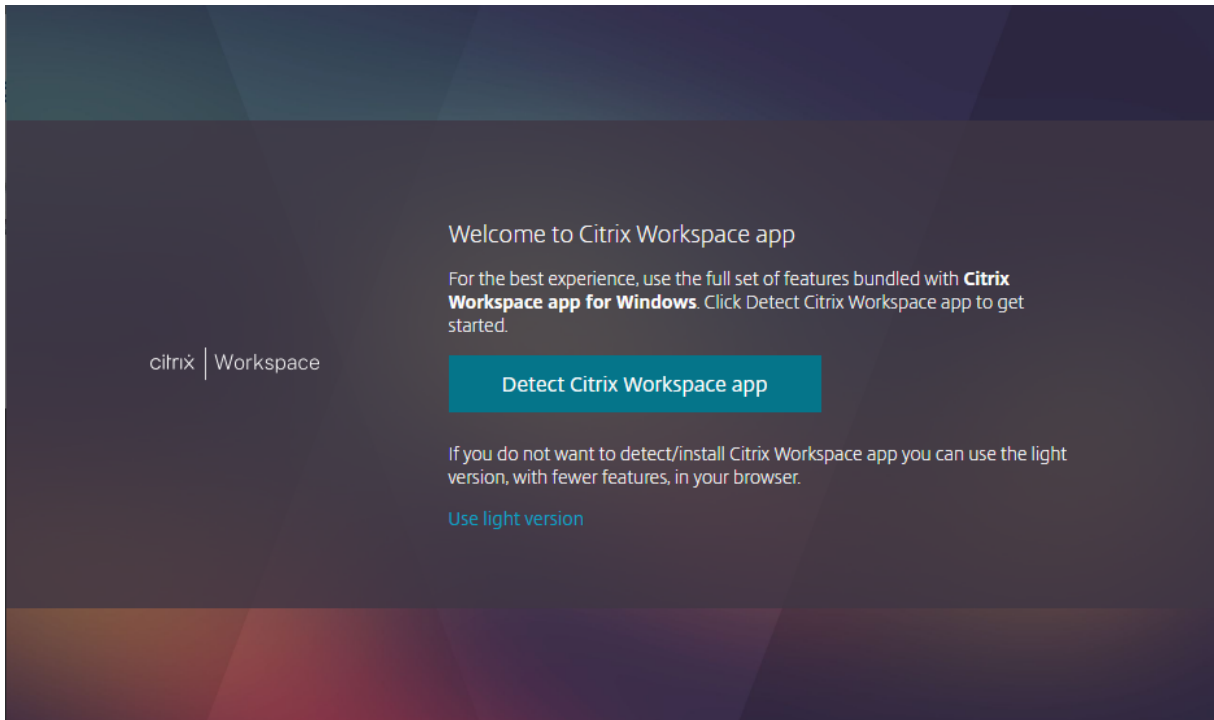 Welcome to Citrix Workspace app
For the best experience, use the full set of features bundled with Citrix
Workspace app for Windows. Click Detect Citrix Workspace app to get
started.
citrix | Workspace
Detect Citrix Workspace app
If you do not want to detect/install Citrix Workspace app you can use the light
version, with fewer features, in your browser.
Use light version